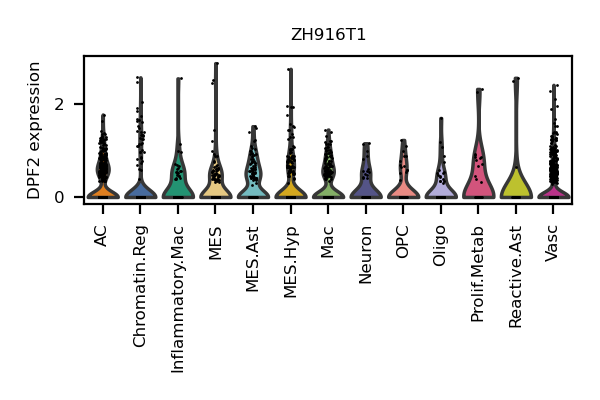 ZH916T1
DPF2 expression
2
0
AC
Chromatin.Reg
Inflammatory.Mac
MES
MES.Ast
MES.Hyp
Mac
Neuron
OPC
Oligo
Prolif.Metab
Reactive.Ast
Vasc